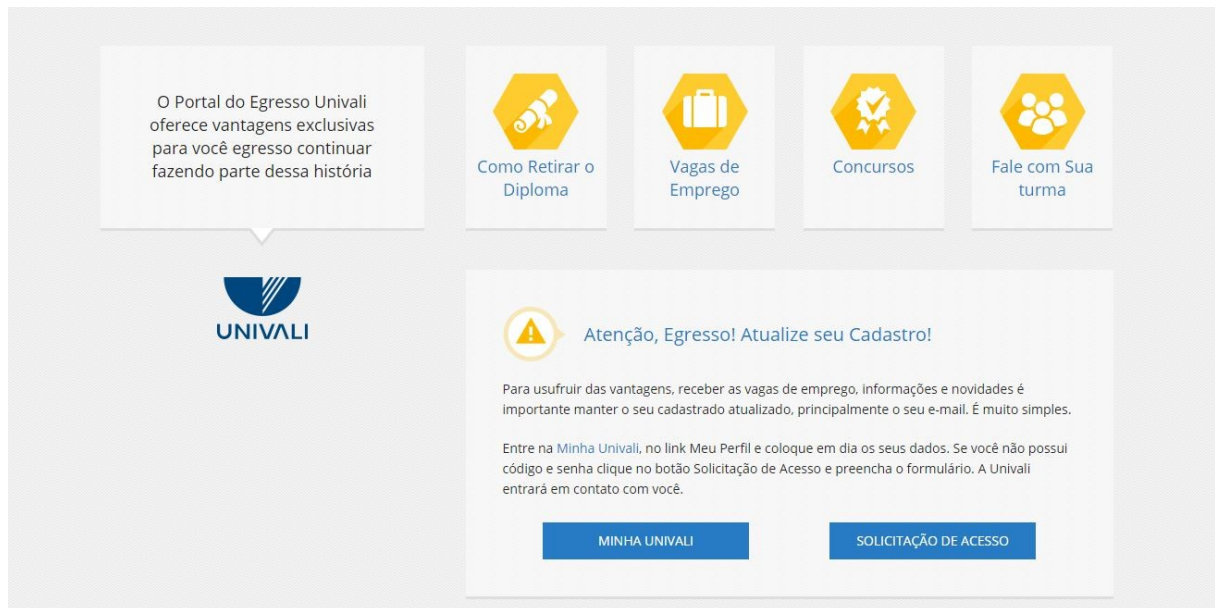 O Portal do Egresso Univali
oferece vantagens exclusivas
para você egresso continuar
fazendo parte dessa história
UNIVALI
Como Retirar o
Diploma
Vagas de
Emprego
Concursos
Fale com Sua
turma
Atenção, Egresso! Atualize seu Cadastro!
Para usufruir das vantagens, receber as vagas de emprego, informações e novidades é
importante manter o seu cadastrado atualizado, principalmente o seu e-mail. É muito simples.
Entre na Minha Univali, no link Meu Perfil e coloque em dia os seus dados. Se você não possui
código e senha clique no botão Solicitação de Acesso e preencha o formulário. A Univali
entrará em contato com você.
MINHA UNIVALI
SOLICITAÇÃO DE ACESSO